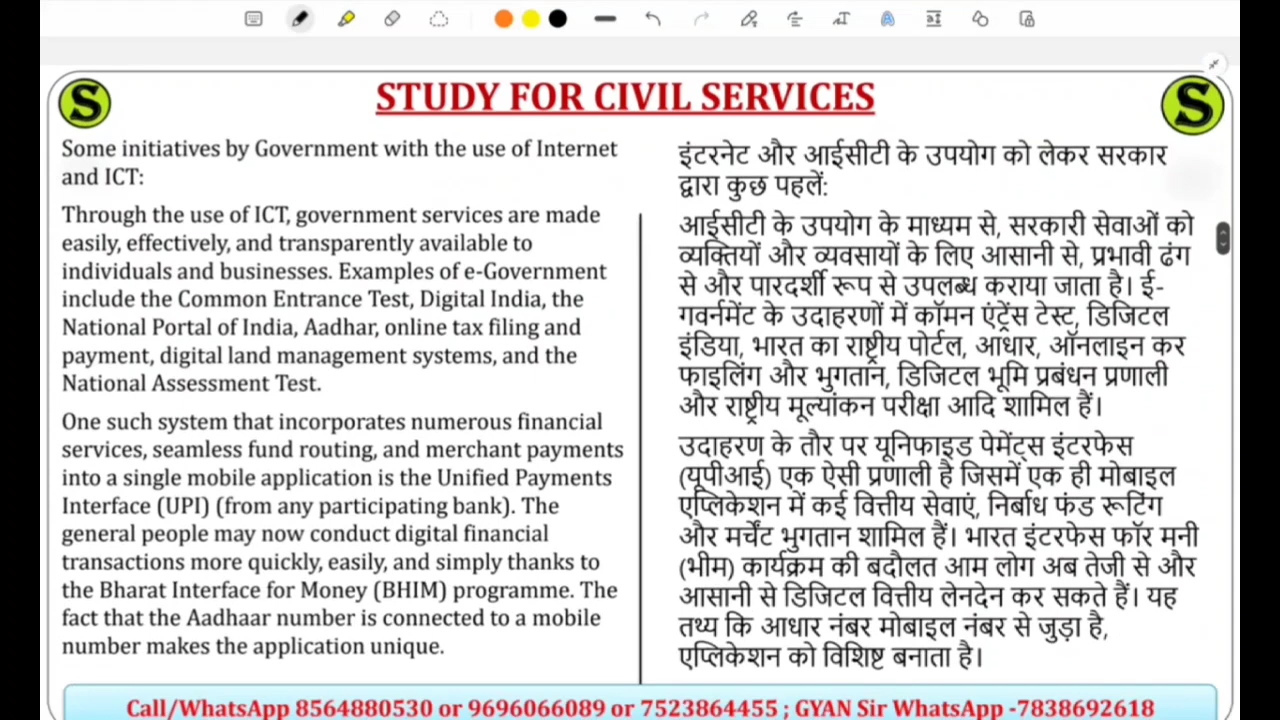 STUDY FOR CIVIL SERVICES
S
S
Some initiatives by Government with the use of Internet
and ICT:
Through the use of ICT, government services are made
easily, effectively, and transparently available to
individuals and businesses. Examples of e-Government
include the Common Entrance Test, Digital India, the
National Portal of India, Aadhar, online tax filing and
payment, digital land management systems, and the
National Assessment Test.
One such system that incorporates numerous financial
services, seamless fund routing, and merchant payments
into a single mobile application is the Unified Payments
Interface (UPI) (from any participating bank). The
general people may now conduct digital financial
transactions more quickly, easily, and simply thanks to
the Bharat Interface for Money (BHIM) programme. The
fact that the Aadhaar number is connected to a mobile
number makes the application unique.
इंटरनेट और आईसीटी के उपयोग को लेकर सरकार
द्वारा कुछ पहलें:
आईसीटी के उपयोग के माध्यम से, सरकारी सेवाओं को
व्यक्तियों और व्यवसायों के लिए आसानी से, प्रभावी ढंग
से और पारदर्शी रूप से उपलब्ध कराया जाता है। ई-
गवर्नमेंट के उदाहरणों में कॉमन एंट्रेंस टेस्ट, डिजिटल
इंडिया, भारत का राष्ट्रीय पोर्टल, आधार, ऑनलाइन कर
फाइलिंग और भुगतान, डिजिटल भूमि प्रबंधन प्रणाली
और राष्ट्रीय मूल्यांकन परीक्षा आदि शामिल हैं।
उदाहरण के तौर पर यूनिफाइड पेमेंट्स इंटरफेस
(यूपीआई) एक ऐसी प्रणाली है जिसमें एक ही मोबाइल
एप्लिकेशन में कई वित्तीय सेवाएं, निर्बाध फंड रूटिंग
और मर्चेंट भुगतान शामिल हैं। भारत इंटरफेस फॉर मनी
(भीम) कार्यक्रम की बदौलत आम लोग अब तेजी से और
आसानी से डिजिटल वित्तीय लेनदेन कर सकते हैं। यह
तथ्य कि आधार नंबर मोबाइल नंबर से जुड़ा है,
एप्लिकेशन को विशिष्ट बनाता है।
Call/WhatsApp 8564880530 or 9696066089 or 7523864455 ; GYAN Sir WhatsApp -7838692618